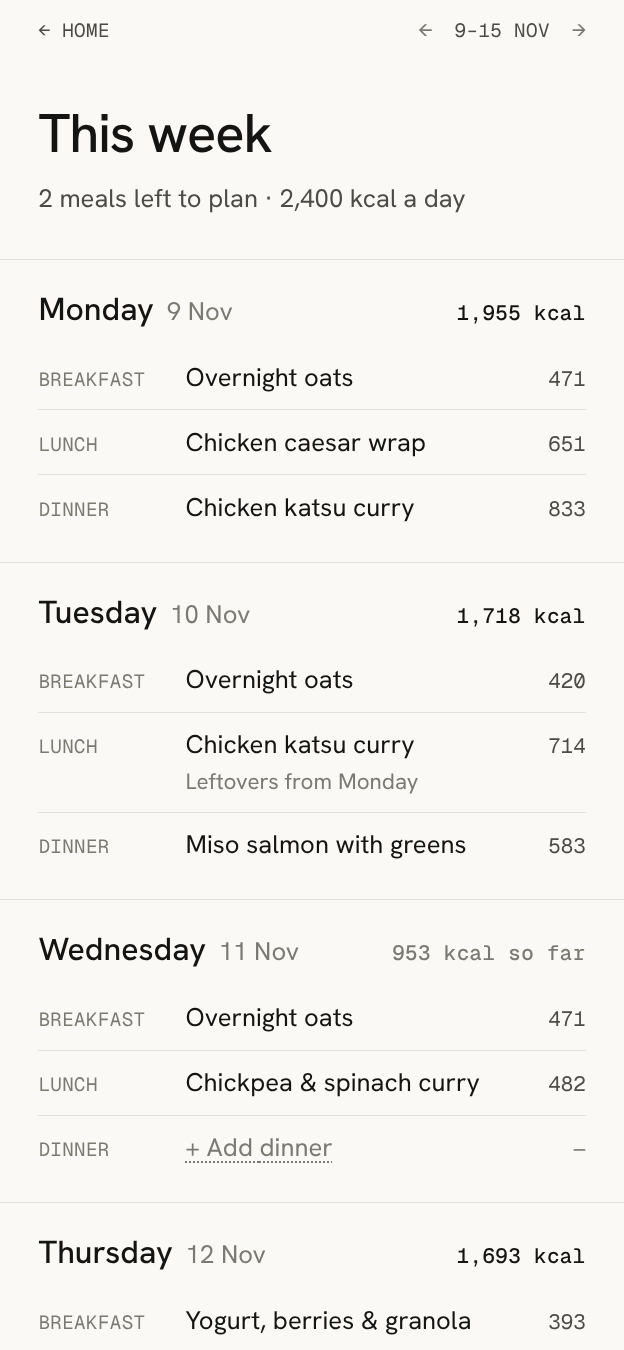 ← HOME ← 9–15 NOV →
This week
2 meals left to plan · 2,400 kcal a day
Monday 9 Nov 1,955 kcal
BREAKFAST Overnight oats 471
LUNCH Chicken caesar wrap 651
DINNER Chicken katsu curry 833
Tuesday 10 Nov 1,718 kcal
BREAKFAST Overnight oats 420
LUNCH Chicken katsu curry 714
Leftovers from Monday
DINNER Miso salmon with greens 583
Wednesday 11 Nov 953 kcal so far
BREAKFAST Overnight oats 471
LUNCH Chickpea & spinach curry 482
DINNER + Add dinner –
Thursday 12 Nov 1,693 kcal
BREAKFAST Yogurt, berries & granola 393